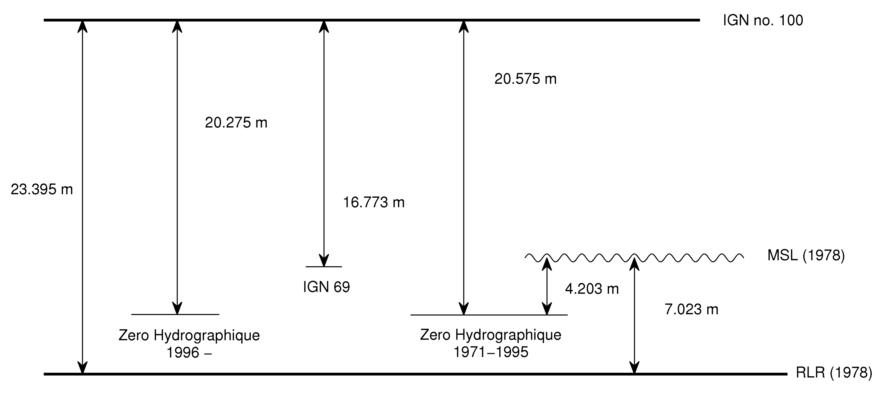 IGN no. 100
20.575 m
20.275 m
23.395 m
16.773 m
MSL (1978)
IGN 69
4.203 m
7.023 m
Zero Hydrographique
1996 −
Zero Hydrographique
1971−1995
RLR (1978)